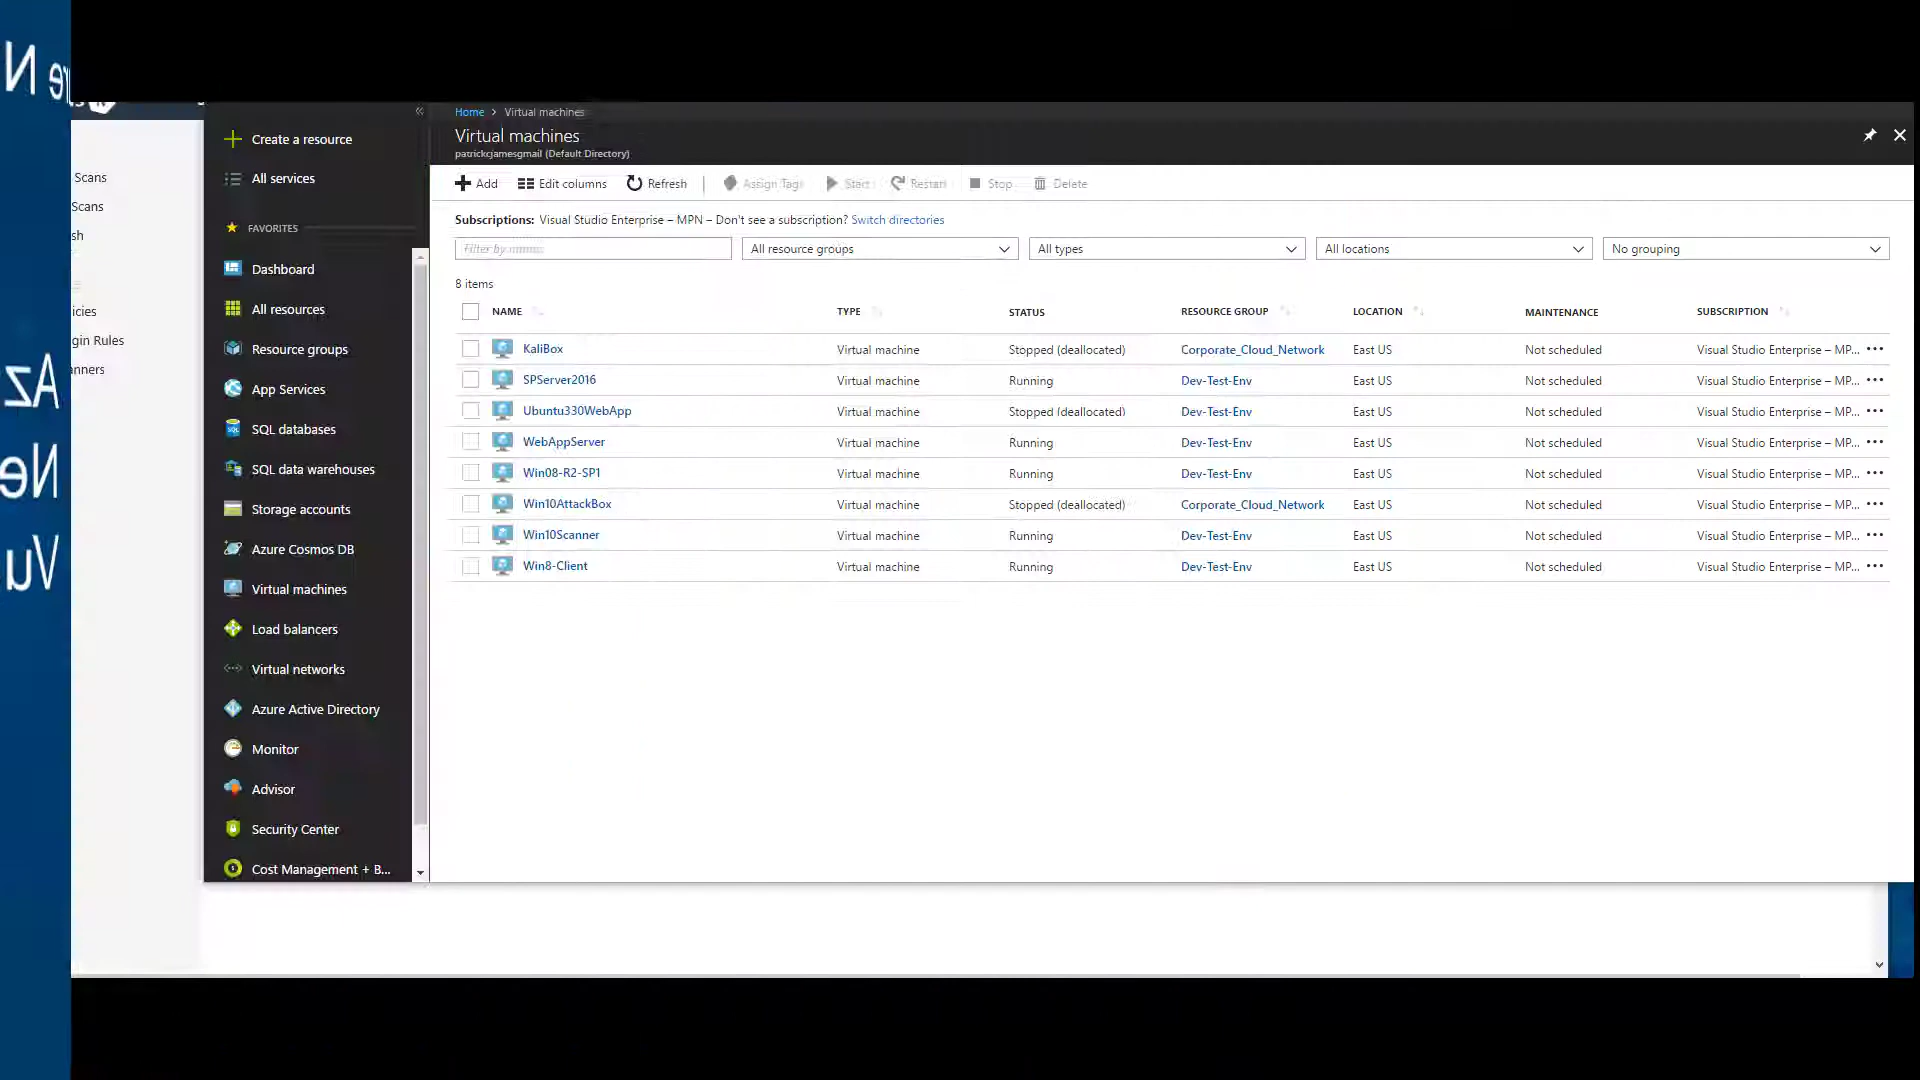 Home > Virtual machines
Virtual machines
patrickcjamesgmail (Default Directory)
Create a resource
All services
FAVORITES
Dashboard
All resources
Resource groups
App Services
SQL databases
SQL data warehouses
Storage accounts
Azure Cosmos DB
Virtual machines
Load balancers
Virtual networks
Azure Active Directory
Monitor
Advisor
Security Center
Cost Management + B...
Add Edit columns Refresh Assign Tags Start Restart Stop Delete
Subscriptions: Visual Studio Enterprise – MPN – Don't see a subscription? Switch directories
Filter by name... All resource groups All types All locations No grouping
8 items
NAME TYPE STATUS RESOURCE GROUP LOCATION MAINTENANCE SUBSCRIPTION
KaliBox Virtual machine Stopped (deallocated) Corporate_Cloud_Network East US Not scheduled Visual Studio Enterprise – MP... •••
SPServer2016 Virtual machine Running Dev-Test-Env East US Not scheduled Visual Studio Enterprise – MP... •••
Ubuntu330WebApp Virtual machine Stopped (deallocated) Dev-Test-Env East US Not scheduled Visual Studio Enterprise – MP... •••
WebAppServer Virtual machine Running Dev-Test-Env East US Not scheduled Visual Studio Enterprise – MP... •••
Win08-R2-SP1 Virtual machine Running Dev-Test-Env East US Not scheduled Visual Studio Enterprise – MP... •••
Win10AttackBox Virtual machine Stopped (deallocated) Corporate_Cloud_Network East US Not scheduled Visual Studio Enterprise – MP... •••
Win10Scanner Virtual machine Running Dev-Test-Env East US Not scheduled Visual Studio Enterprise – MP... •••
Win8-Client Virtual machine Running Dev-Test-Env East US Not scheduled Visual Studio Enterprise – MP... •••
Scans
Scans
sh
icies
gin Rules
anners
Az
Ne
Vu